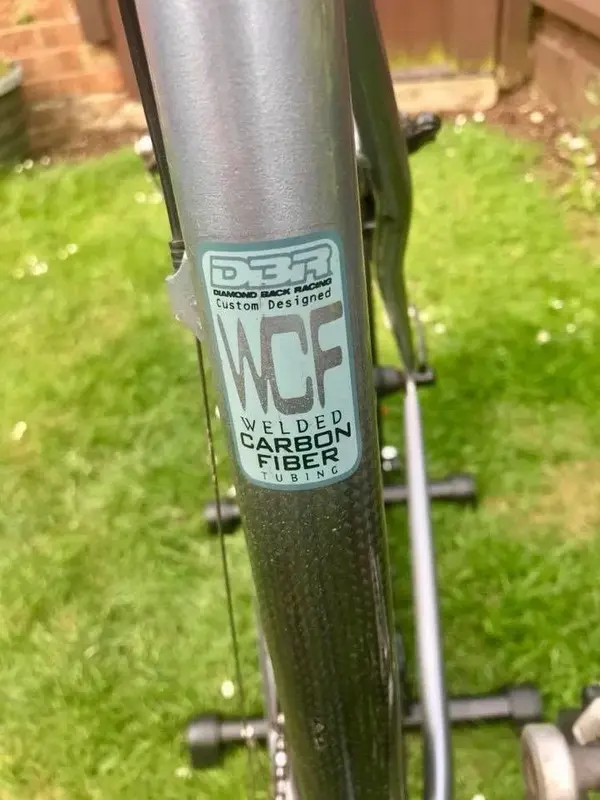 DBR
DIAMOND BACK RACING
Custom Designed
WCF
WELDED
CARBON
FIBER
TUBING